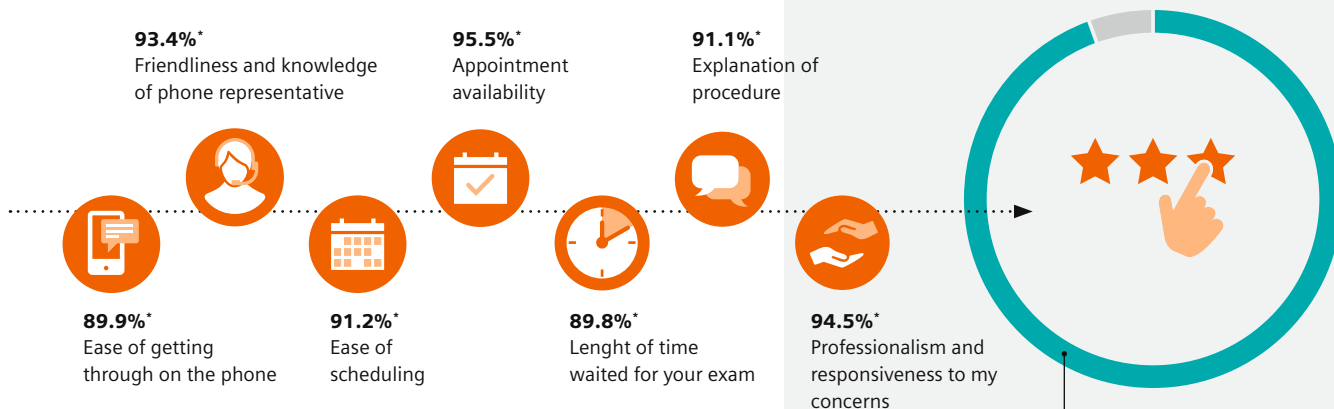 93.4%*
Friendliness and knowledge
of phone representative
95.5%*
Appointment
availability
91.1%*
Explanation of
procedure
89.9%*
Ease of getting
through on the phone
91.2%*
Ease of
scheduling
89.8%*
Lenght of time
waited for your exam
94.5%*
Professionalism and
responsiveness to my
concerns